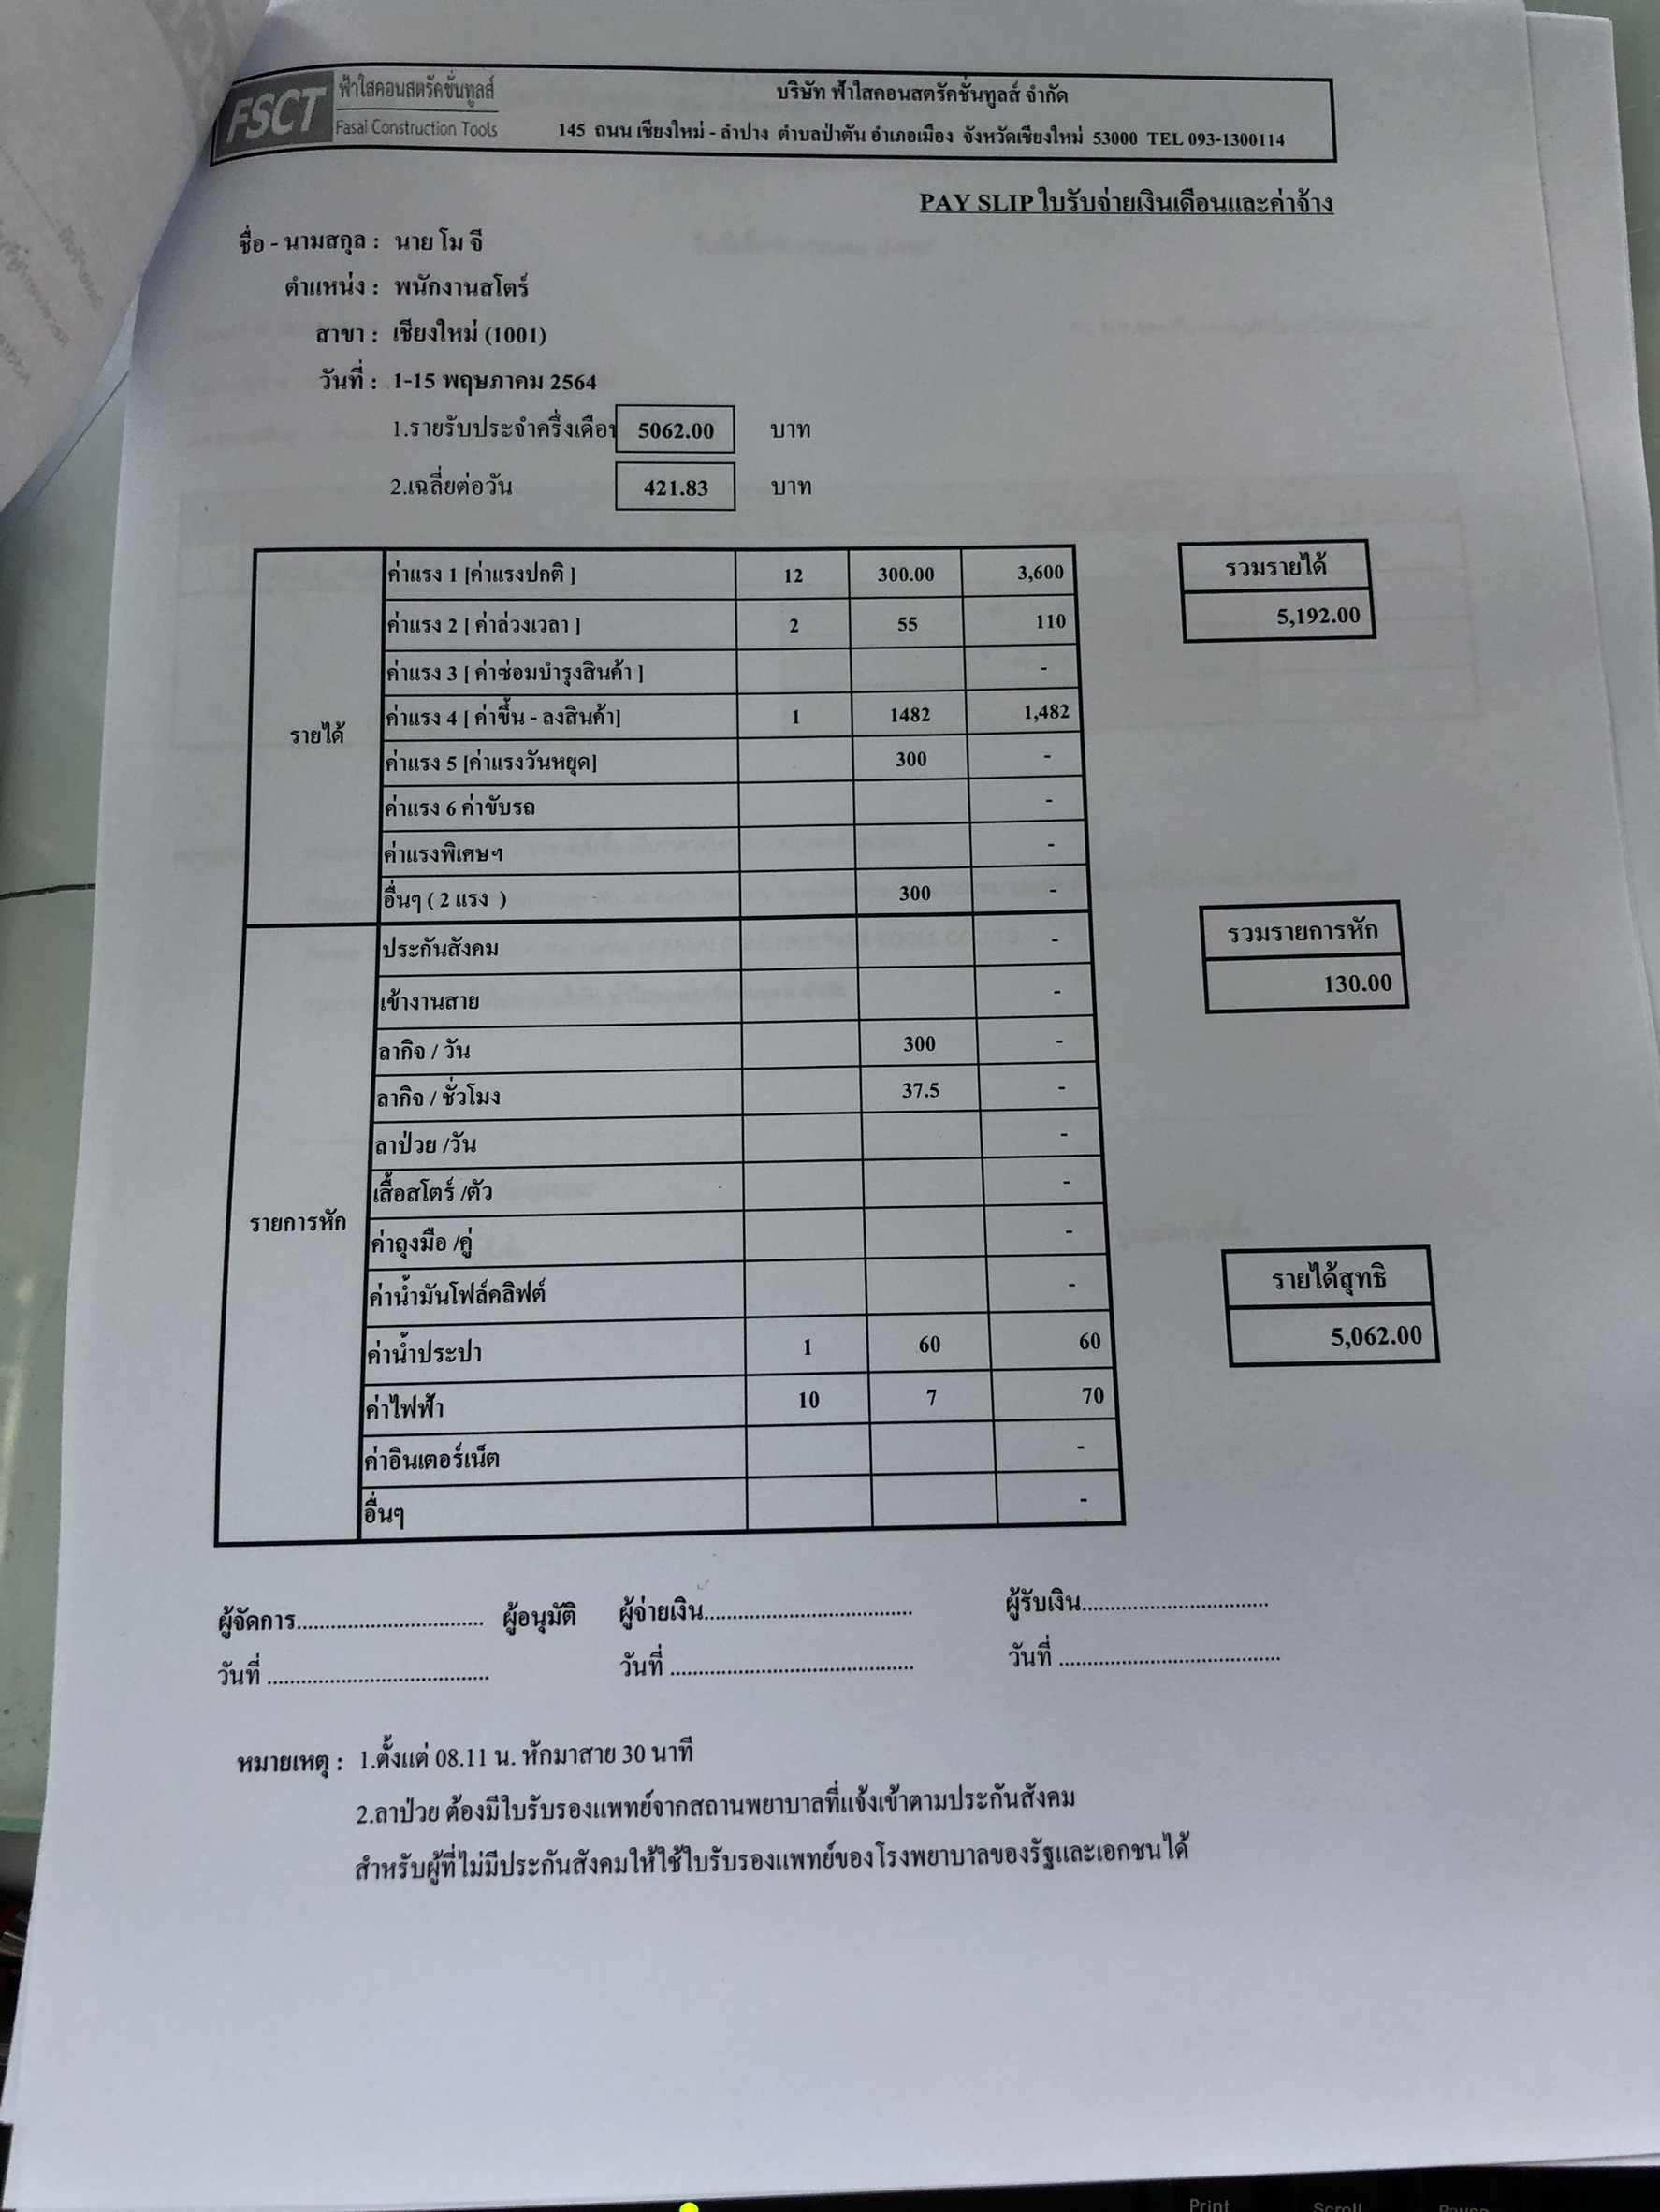 FSCT
ฟ้าใสคอนสตรัคชั่นทูลส์
Fasai Construction Tools
บริษัท ฟ้าใสคอนสตรัคชั่นทูลส์ จำกัด
145 ถนน เชียงใหม่ - ลำปาง ตำบลป่าตัน อำเภอเมือง จังหวัดเชียงใหม่ 53000 TEL 093-1300114
PAY SLIP ใบรับจ่ายเงินเดือนและค่าจ้าง
ชื่อ - นามสกุล : นาย โม จี
ตำแหน่ง : พนักงานสโตร์
สาขา : เชียงใหม่ (1001)
วันที่ : 1-15 พฤษภาคม 2564
1.รายรับประจำครึ่งเดือน 5062.00 บาท
2.เฉลี่ยต่อวัน 421.83 บาท
รายได้
ค่าแรง 1 [ค่าแรงปกติ ] 12 300.00 3,600
ค่าแรง 2 [ ค่าล่วงเวลา ] 2 55 110
ค่าแรง 3 [ ค่าซ่อมบำรุงสินค้า ] -
ค่าแรง 4 [ ค่าขึ้น - ลงสินค้า] 1 1482 1,482
ค่าแรง 5 [ค่าแรงวันหยุด] 300 -
ค่าแรง 6 ค่าขับรถ -
ค่าแรงพิเศษฯ -
อื่นๆ ( 2 แรง ) 300 -
รวมรายได้
5,192.00
รายการหัก
ประกันสังคม -
เข้างานสาย -
ลากิจ / วัน 300 -
ลากิจ / ชั่วโมง 37.5 -
ลาป่วย /วัน -
เสื้อสโตร์ /ตัว -
ค่าถุงมือ /คู่ -
ค่าน้ำมันโฟล์คลิฟต์ -
ค่าน้ำประปา 1 60 60
ค่าไฟฟ้า 10 7 70
ค่าอินเตอร์เน็ต -
อื่นๆ -
รวมรายการหัก
130.00
รายได้สุทธิ
5,062.00
ผู้จัดการ.................................. ผู้อนุมัติ ผู้จ่ายเงิน...................................... ผู้รับเงิน..................................
วันที่ ........................................ วันที่ ............................................ วันที่ ........................................
หมายเหตุ : 1.ตั้งแต่ 08.11 น. หักมาสาย 30 นาที
2.ลาป่วย ต้องมีใบรับรองแพทย์จากสถานพยาบาลที่แจ้งเข้าตามประกันสังคม
สำหรับผู้ที่ไม่มีประกันสังคมให้ใช้ใบรับรองแพทย์ของโรงพยาบาลของรัฐและเอกชนได้
Print Scroll Pause